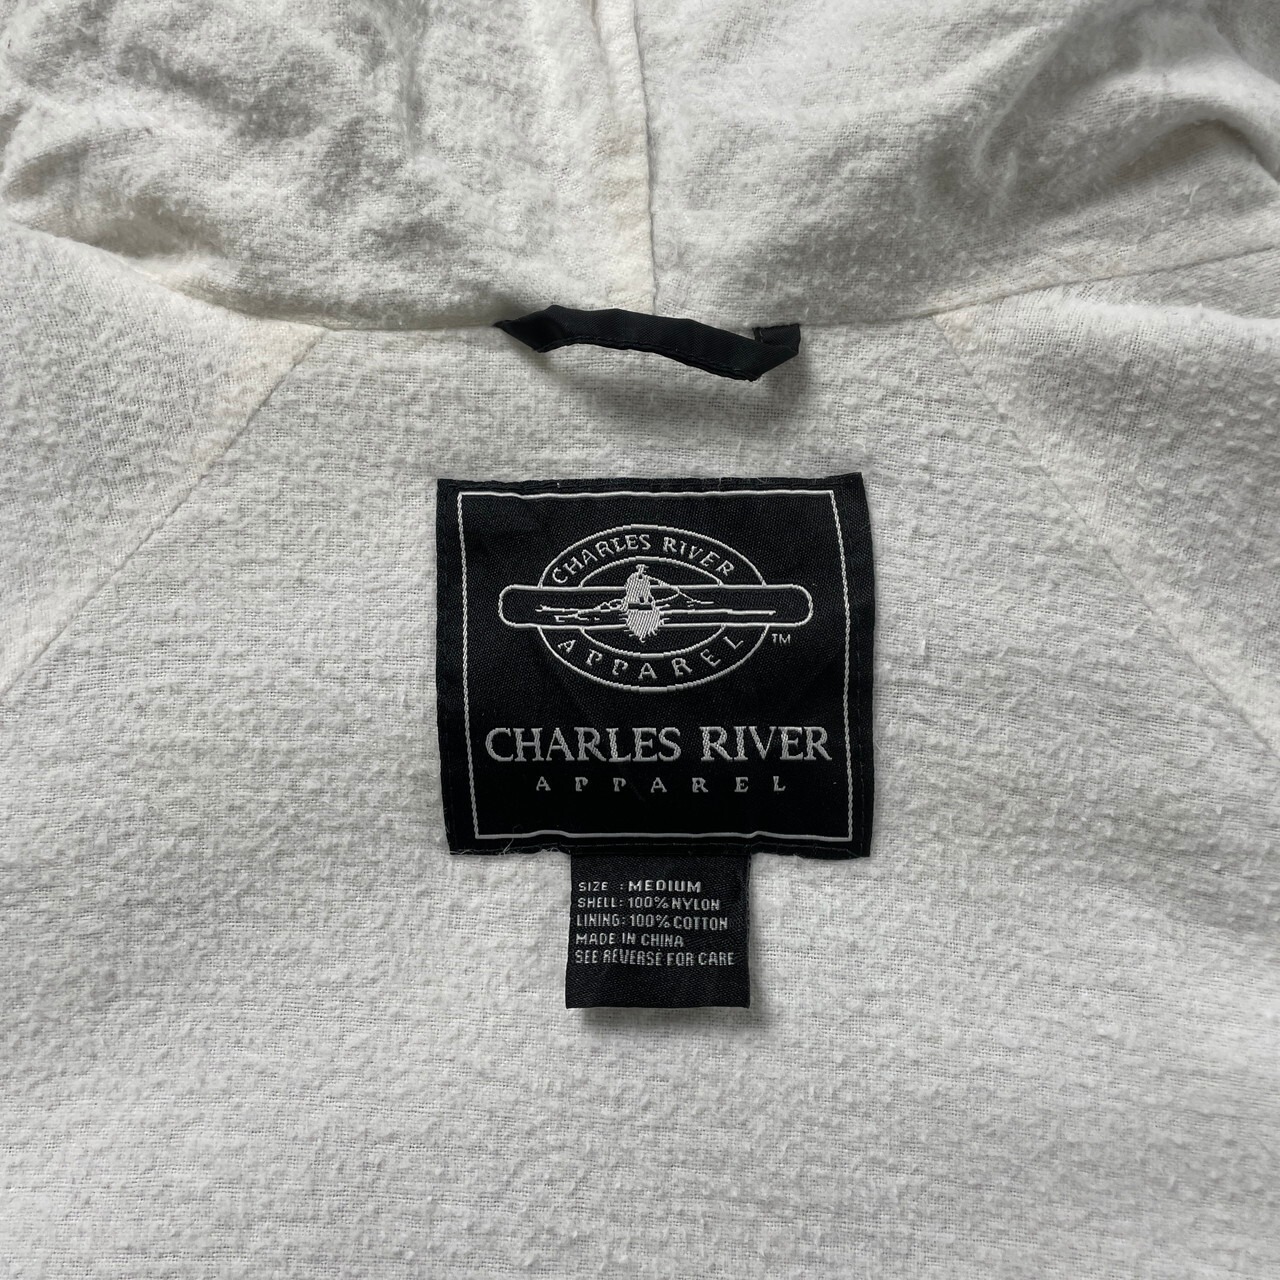 CHARLES RIVER
APPAREL
TM
CHARLES RIVER
APPAREL
SIZE : MEDIUM
SHELL: 100% NYLON
LINING: 100% COTTON
MADE IN CHINA
SEE REVERSE FOR CARE